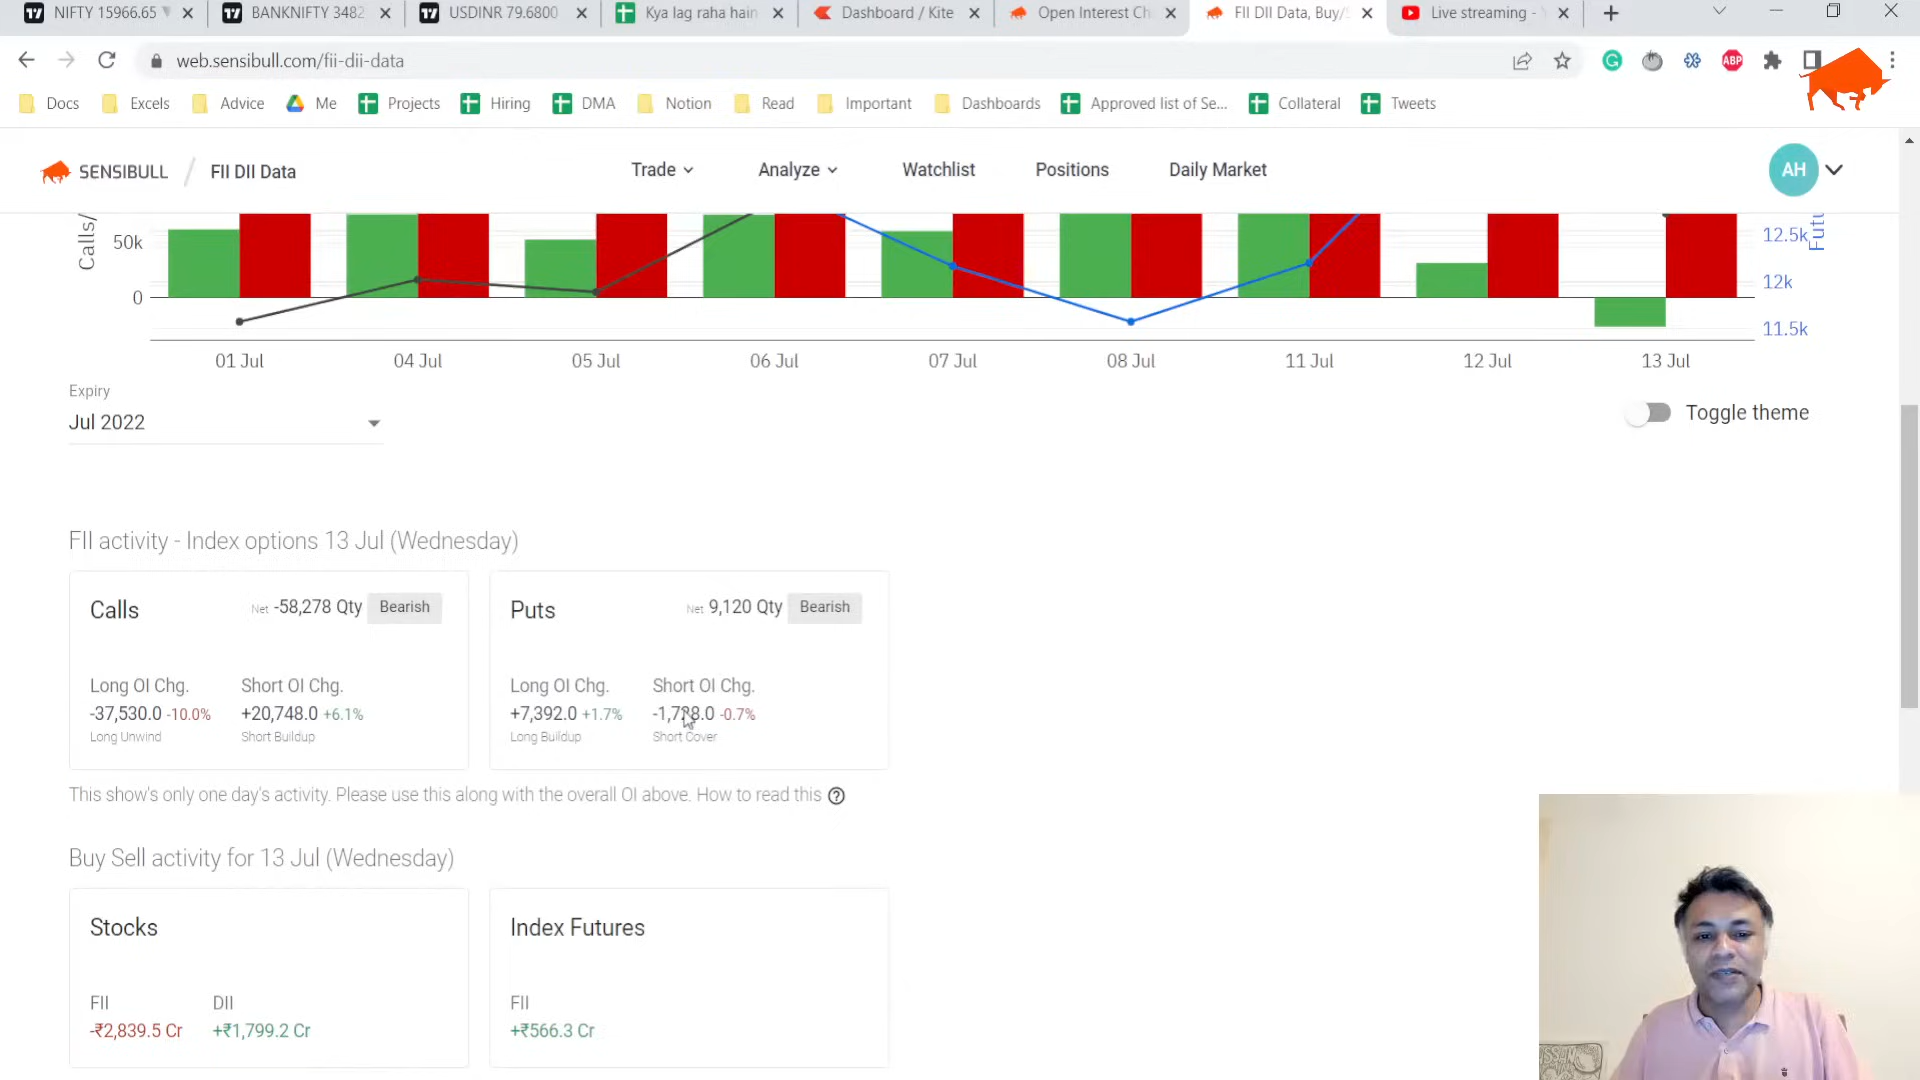 NIFTY 15966.65
BANKNIFTY 3482
USDINR 79.6800
Kya lag raha hain
Dashboard / Kite
Open Interest Ch
FII DII Data, Buy/
Live streaming -
web.sensibull.com/fii-dii-data
G
ABP
Docs
Excels
Advice
Me
Projects
Hiring
DMA
Notion
Read
Important
Dashboards
Approved list of Se...
Collateral
Tweets
SENSIBULL / FII DII Data
Trade
Analyze
Watchlist
Positions
Daily Market
AH
Calls/
50k
0
12.5k
12k
11.5k
01 Jul
04 Jul
05 Jul
06 Jul
07 Jul
08 Jul
11 Jul
12 Jul
13 Jul
Expiry
Jul 2022
Toggle theme
FII activity - Index options 13 Jul (Wednesday)
Calls
Net -58,278 Qty Bearish
Long OI Chg.
Short OI Chg.
-37,530.0 -10.0%
+20,748.0 +6.1%
Long Unwind
Short Buildup
Puts
Net 9,120 Qty Bearish
Long OI Chg.
Short OI Chg.
+7,392.0 +1.7%
-1,728.0 -0.7%
Long Buildup
Short Cover
This show's only one day's activity. Please use this along with the overall OI above. How to read this ?
Buy Sell activity for 13 Jul (Wednesday)
Stocks
FII
DII
-₹2,839.5 Cr
+₹1,799.2 Cr
Index Futures
FII
+₹566.3 Cr